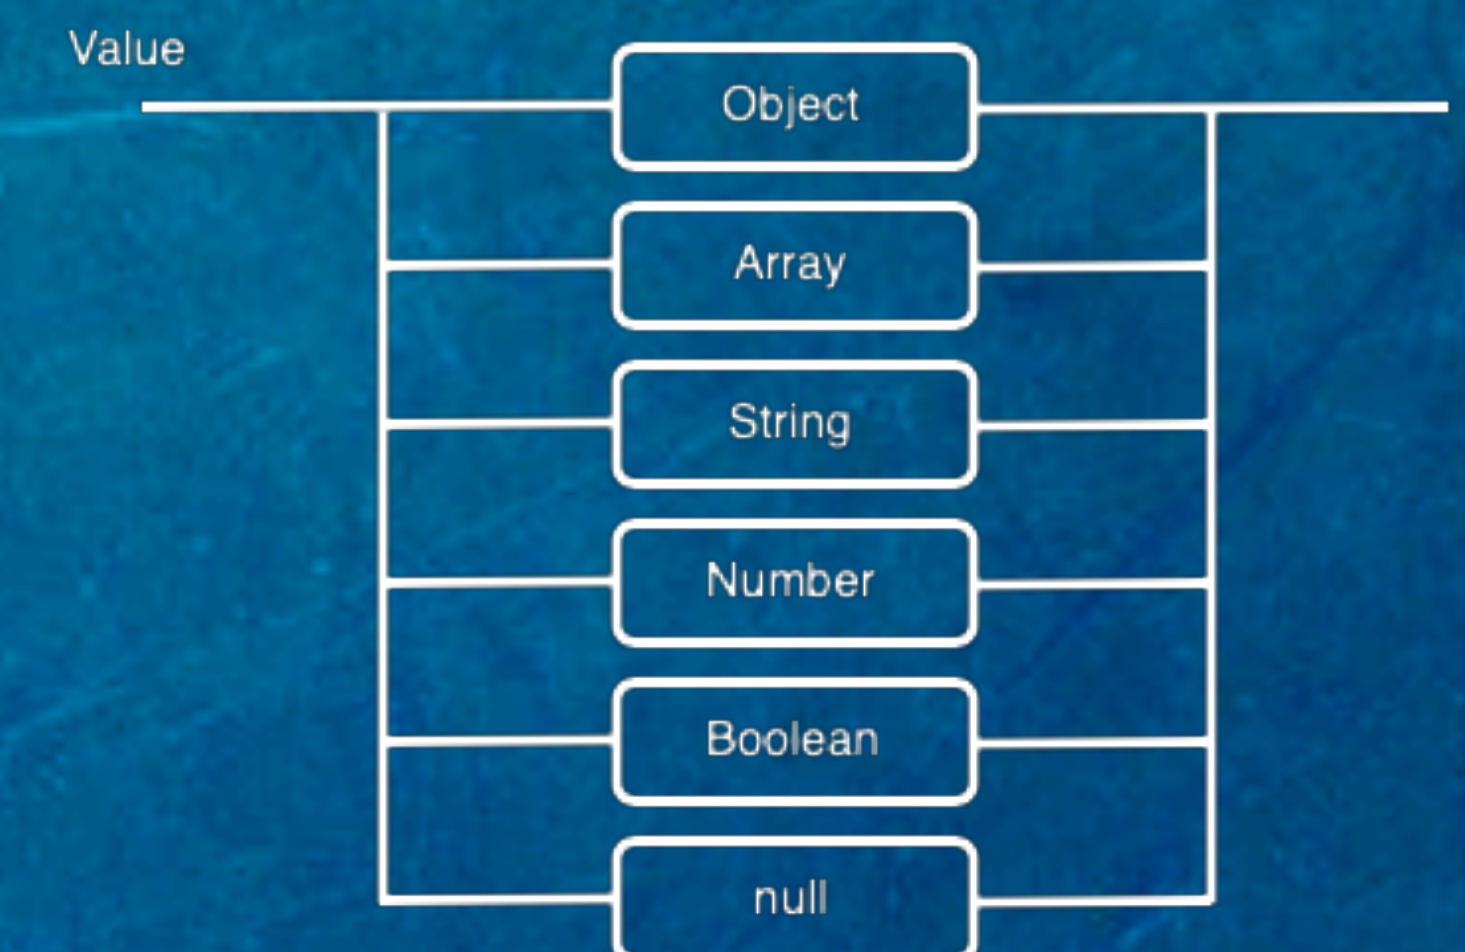 Value
Object
Array
String
Number
Boolean
null